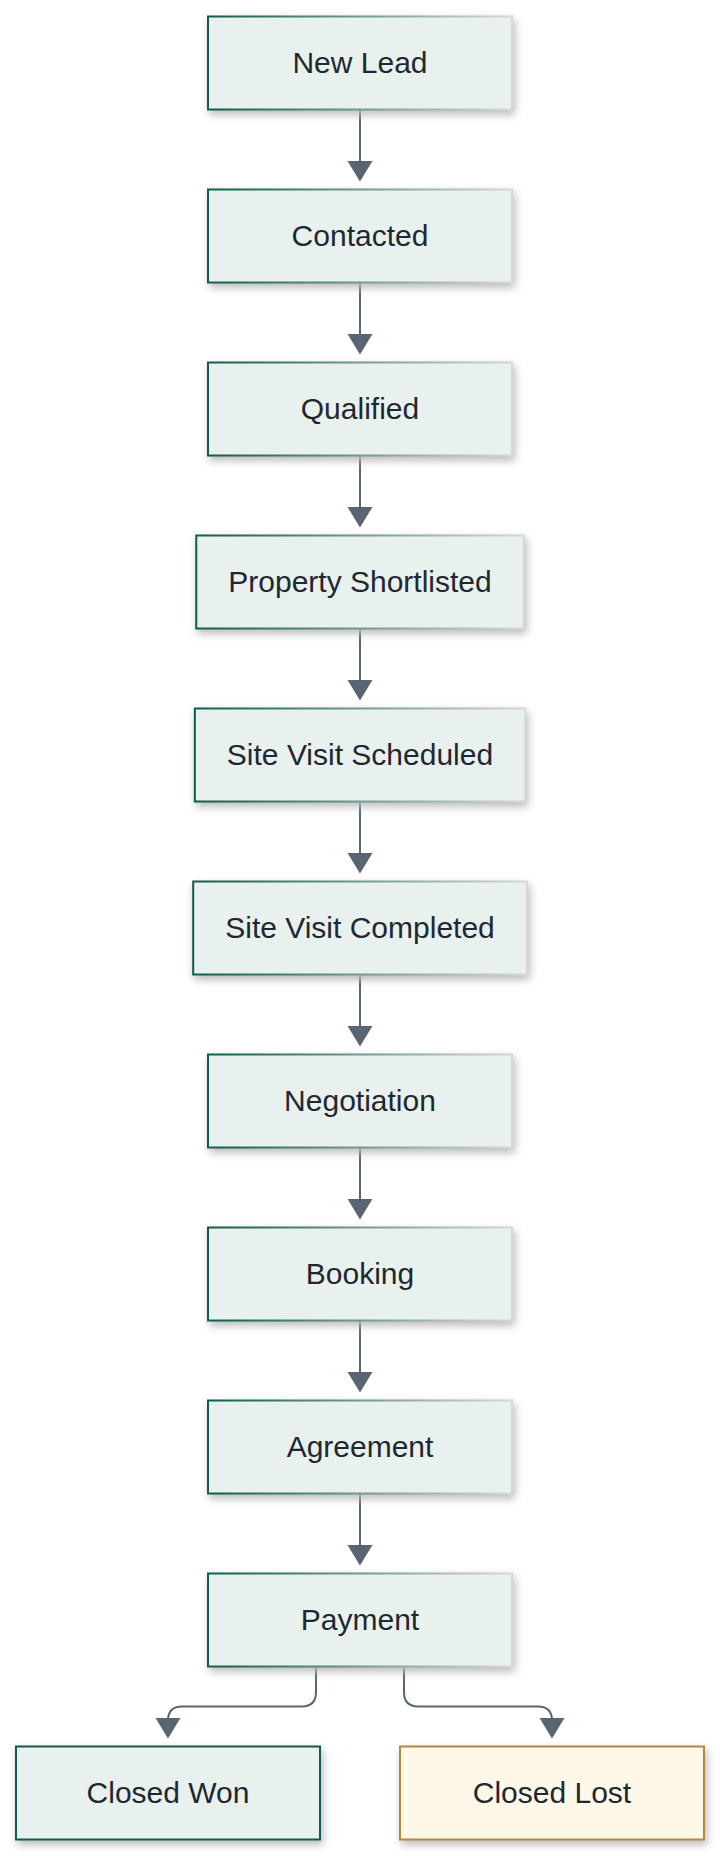 New Lead
Contacted
Qualified
Property Shortlisted
Site Visit Scheduled
Site Visit Completed
Negotiation
Booking
Agreement
Payment
Closed Won
Closed Lost